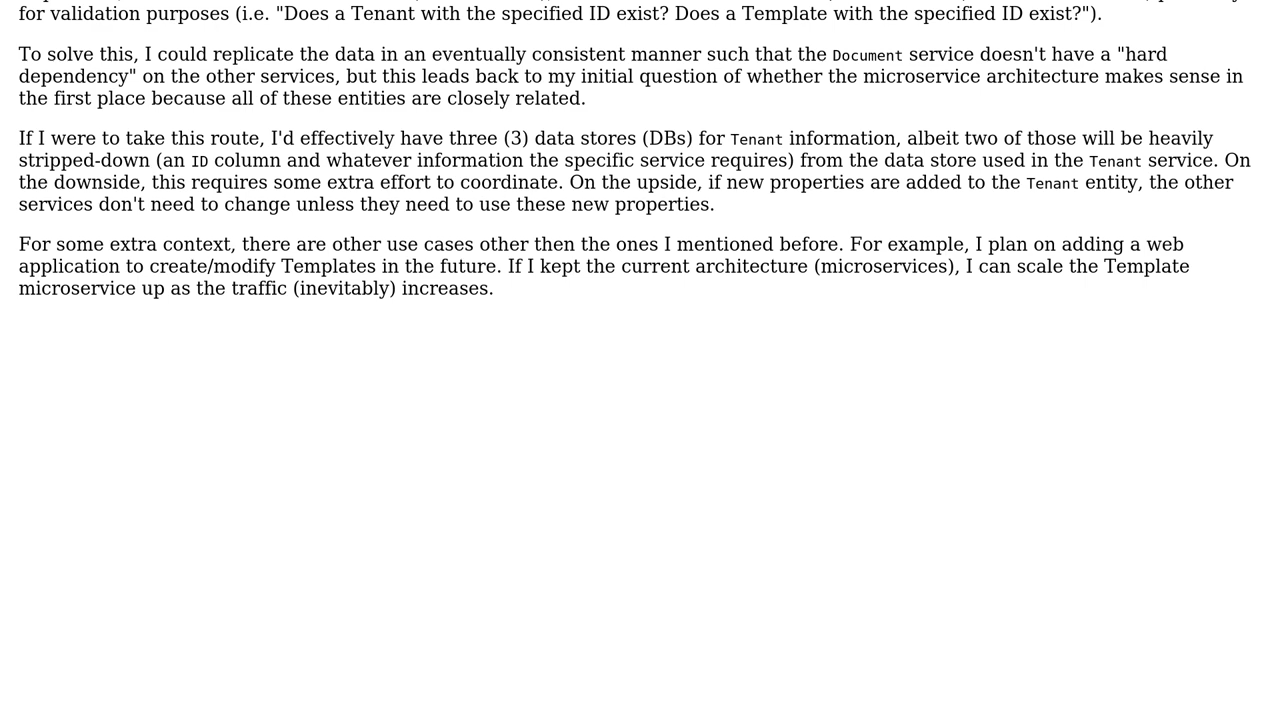 for validation purposes (i.e. "Does a Tenant with the specified ID exist? Does a Template with the specified ID exist?").
To solve this, I could replicate the data in an eventually consistent manner such that the Document service doesn't have a "hard
dependency" on the other services, but this leads back to my initial question of whether the microservice architecture makes sense in
the first place because all of these entities are closely related.
If I were to take this route, I'd effectively have three (3) data stores (DBs) for Tenant information, albeit two of those will be heavily
stripped-down (an ID column and whatever information the specific service requires) from the data store used in the Tenant service. On
the downside, this requires some extra effort to coordinate. On the upside, if new properties are added to the Tenant entity, the other
services don't need to change unless they need to use these new properties.
For some extra context, there are other use cases other then the ones I mentioned before. For example, I plan on adding a web
application to create/modify Templates in the future. If I kept the current architecture (microservices), I can scale the Template
microservice up as the traffic (inevitably) increases.